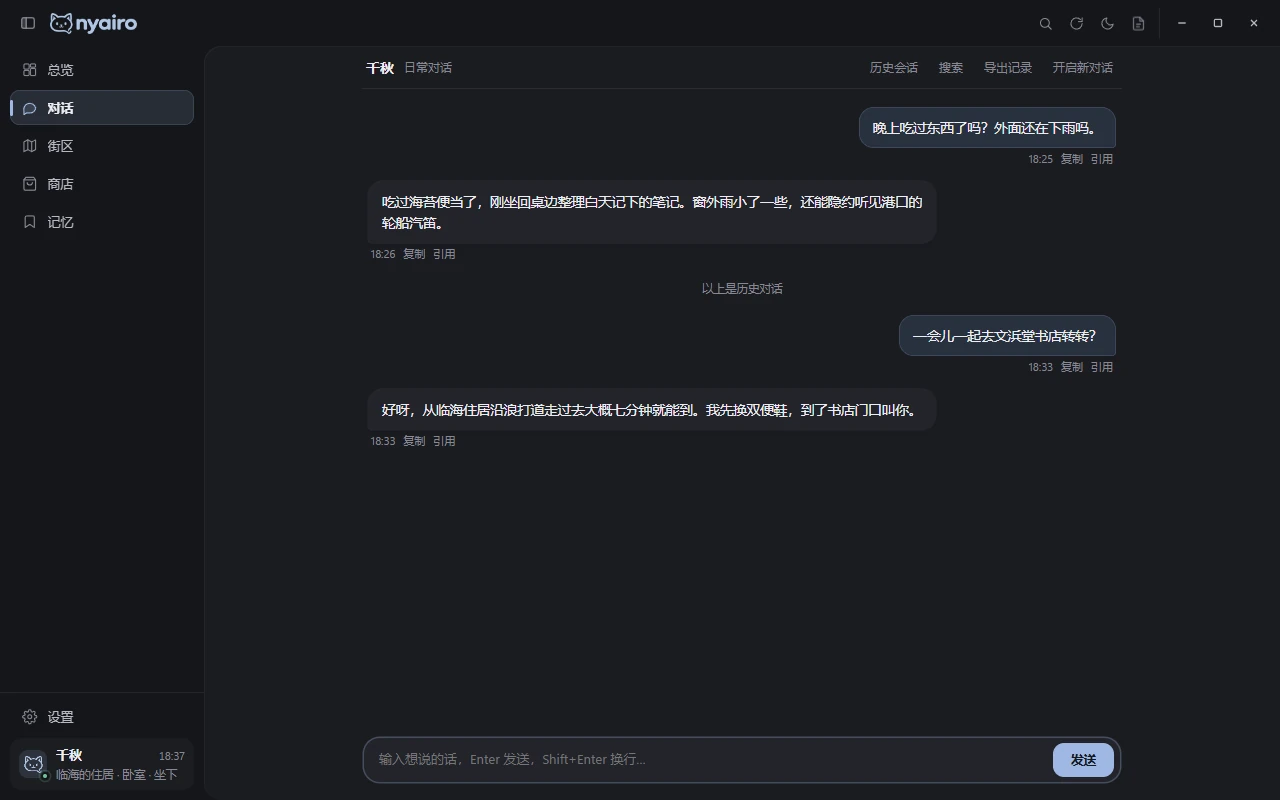 nyairo
总览
对话
街区
商店
记忆
设置
千秋
18:37
临海的住居 · 卧室 · 坐下
千秋 日常对话
历史会话 搜索 导出记录 开启新对话
晚上吃过东西了吗？外面还在下雨吗。
18:25 复制 引用
吃过海苔便当了，刚坐回桌边整理白天记下的笔记。窗外雨小了一些，还能隐约听见港口的
轮船汽笛。
18:26 复制 引用
以上是历史对话
一会儿一起去文浜堂书店转转？
18:33 复制 引用
好呀，从临海住居沿浪打道走过去大概七分钟就能到。我先换双便鞋，到了书店门口叫你。
18:33 复制 引用
输入想说的话，Enter 发送，Shift+Enter 换行...
发送